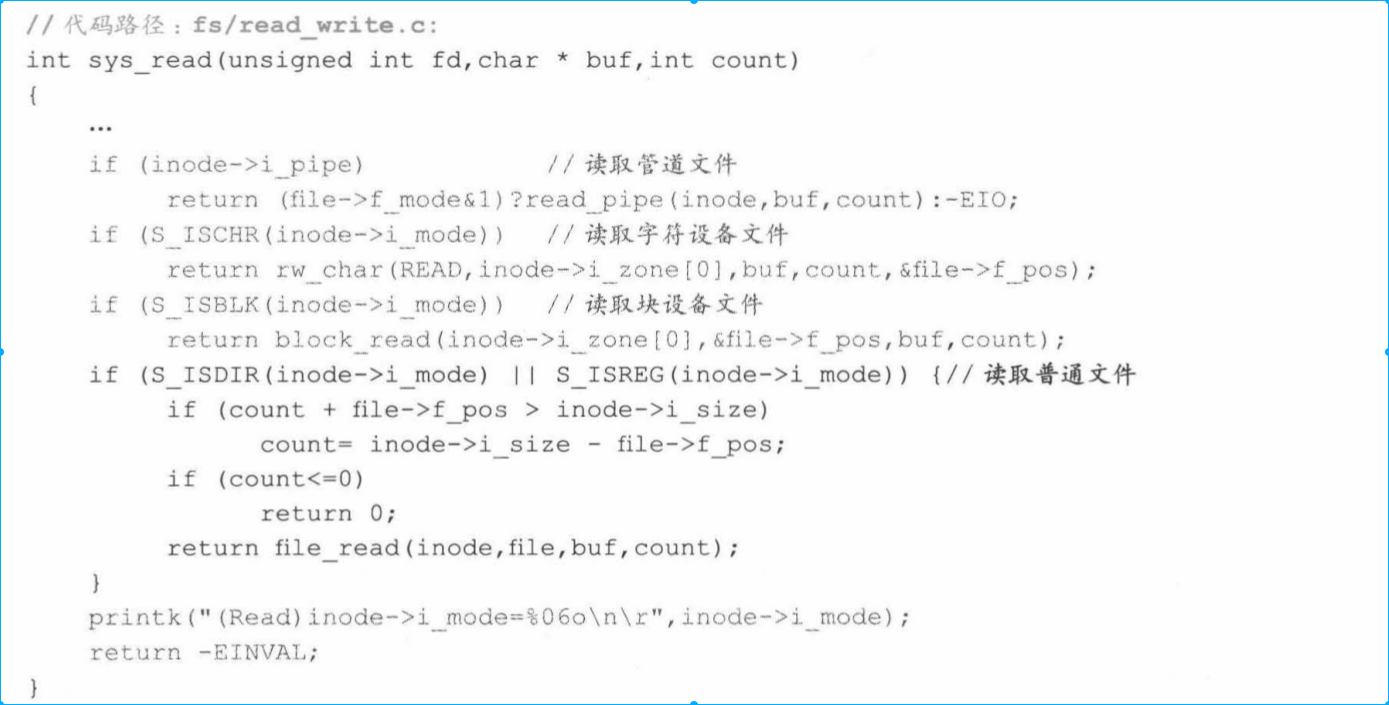 // 代码路径：fs/read_write.c:
int sys_read(unsigned int fd,char * buf,int count)
{
    …
    if (inode->i_pipe)            // 读取管道文件
        return (file->f_mode&1)?read_pipe(inode,buf,count):-EIO;
    if (S_ISCHR(inode->i_mode))   // 读取字符设备文件
        return rw_char(READ,inode->i_zone[0],buf,count,&file->f_pos);
    if (S_ISBLK(inode->i_mode))   // 读取块设备文件
        return block_read(inode->i_zone[0],&file->f_pos,buf,count);
    if (S_ISDIR(inode->i_mode) || S_ISREG(inode->i_mode)) {// 读取普通文件
        if (count + file->f_pos > inode->i_size)
            count= inode->i_size - file->f_pos;
        if (count<=0)
            return 0;
        return file_read(inode,file,buf,count);
    }
    printk("(Read)inode->i_mode=%06o\n\r",inode->i_mode);
    return -EINVAL;
}